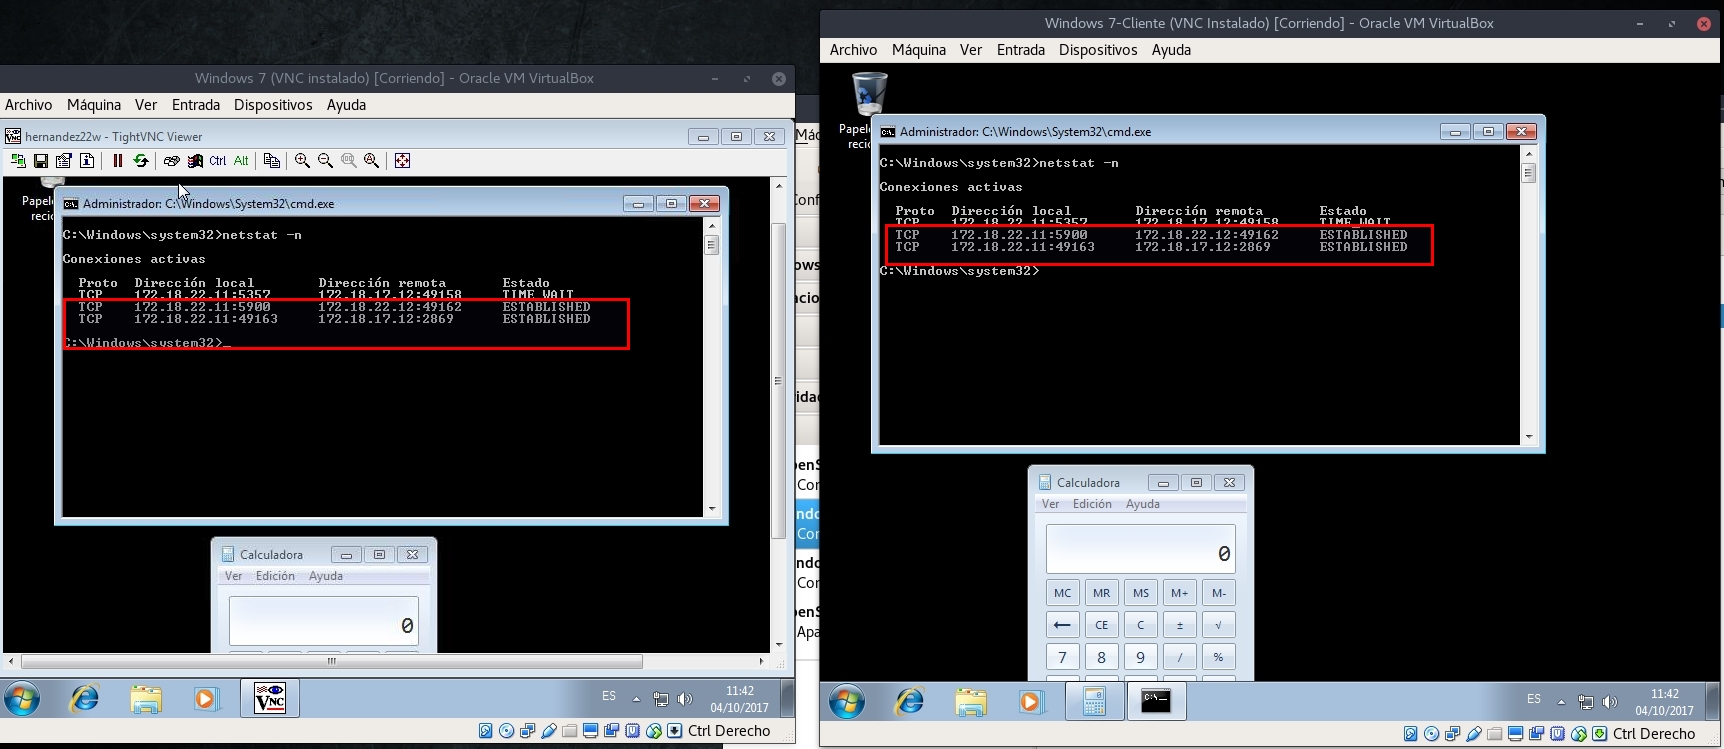 Windows 7 (VNC instalado) [Corriendo] - Oracle VM VirtualBox
Archivo Máquina Ver Entrada Dispositivos Ayuda
hernandez22w - TightVNC Viewer
Ctrl Alt
Administrador: C:\Windows\System32\cmd.exe
C:\Windows\system32>netstat -n
Conexiones activas
Proto Dirección local Dirección remota Estado
TCP 172.18.22.11:5357 172.18.17.12:49158 TIME_WAIT
TCP 172.18.22.11:5900 172.18.22.12:49162 ESTABLISHED
TCP 172.18.22.11:49163 172.18.17.12:2869 ESTABLISHED
C:\Windows\system32>_
Calculadora
Ver Edición Ayuda
0
VNC
ES
11:42
04/10/2017
Ctrl Derecho
Windows 7-Cliente (VNC Instalado) [Corriendo] - Oracle VM VirtualBox
Archivo Máquina Ver Entrada Dispositivos Ayuda
Administrador: C:\Windows\System32\cmd.exe
C:\Windows\system32>netstat -n
Conexiones activas
Proto Dirección local Dirección remota Estado
TCP 172.18.22.11:5357 172.18.17.12:49158 TIME_WAIT
TCP 172.18.22.11:5900 172.18.22.12:49162 ESTABLISHED
TCP 172.18.22.11:49163 172.18.17.12:2869 ESTABLISHED
C:\Windows\system32>
Calculadora
Ver Edición Ayuda
0
MC MR MS M+ M-
← CE C ± √
7 8 9 / %
ES
11:42
04/10/2017
Ctrl Derecho